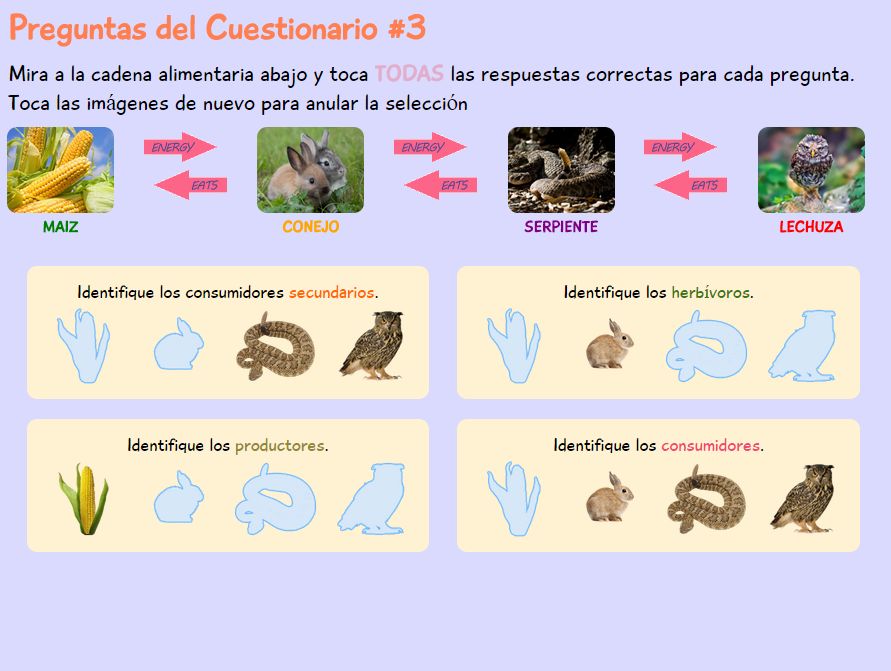 Preguntas del Cuestionario #3
Mira a la cadena alimentaria abajo y toca TODAS las respuestas correctas para cada pregunta.
Toca las imágenes de nuevo para anular la selección
ENERGY ENERGY ENERGY
EATS EATS EATS
MAIZ CONEJO SERPIENTE LECHUZA
Identifique los consumidores secundarios.
Identifique los herbívoros.
Identifique los productores.
Identifique los consumidores.